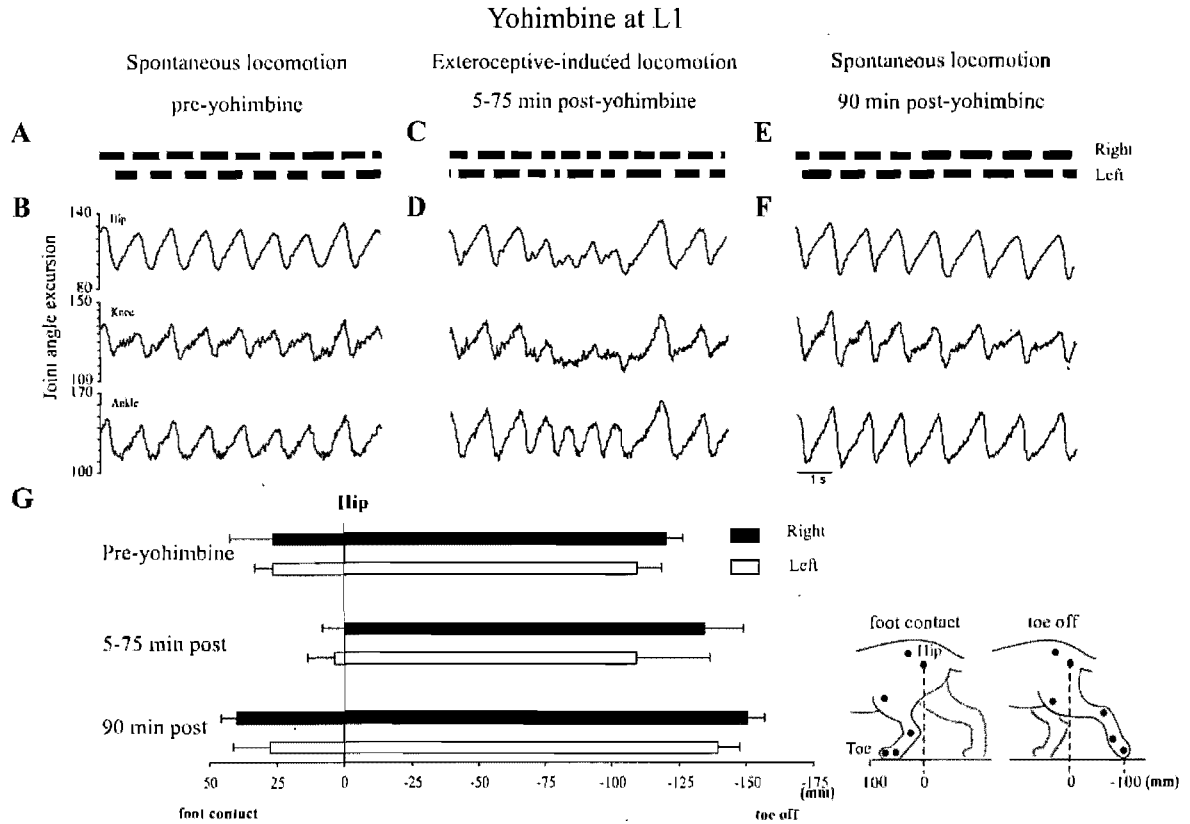 Yohimbine at L1
Spontaneous locomotion
pre-yohimbine
Exteroceptive-induced locomotion
5-75 min post-yohimbine
Spontaneous locomotion
90 min post-yohimbine
A
C
E
Right
Left
B
D
F
Joint angle excursion
140
Hip
80
150
Knee
100
170
Ankle
100
1 s
G
Hip
Pre-yohimbine
Right
Left
5-75 min post
90 min post
50
25
0
-25
-50
-75
-100
-125
-150
-175
(mm)
foot contact
toe off
foot contact
toe off
Hip
Toe
100
0
0
-100 (mm)